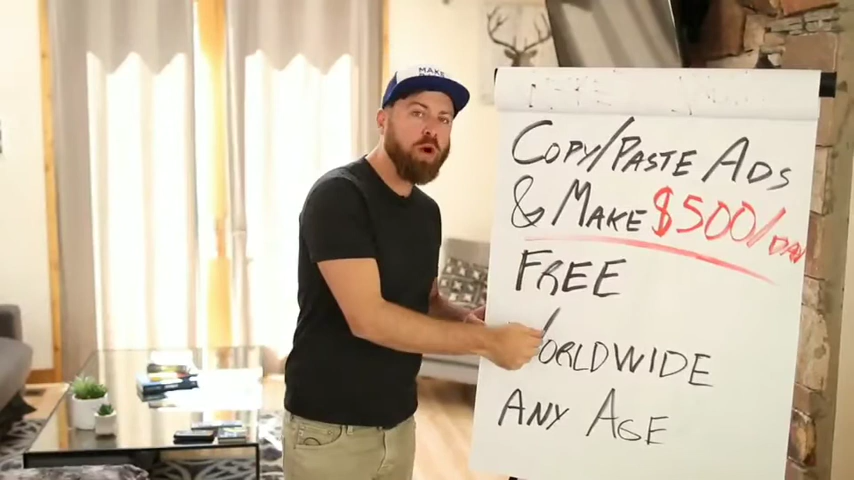 MAKE
COPY/PASTE ADS
& MAKE $500/DAY
FREE
WORLDWIDE
ANY AGE